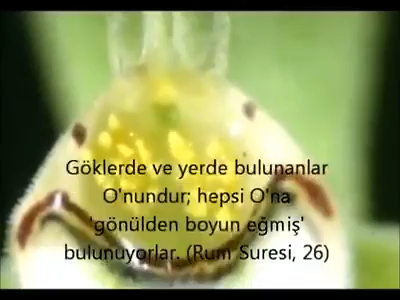 Göklerde ve yerde bulunanlar
O'nundur; hepsi O'na
'gönülden boyun eğmiş'
bulunuyorlar. (Rum Suresi, 26)